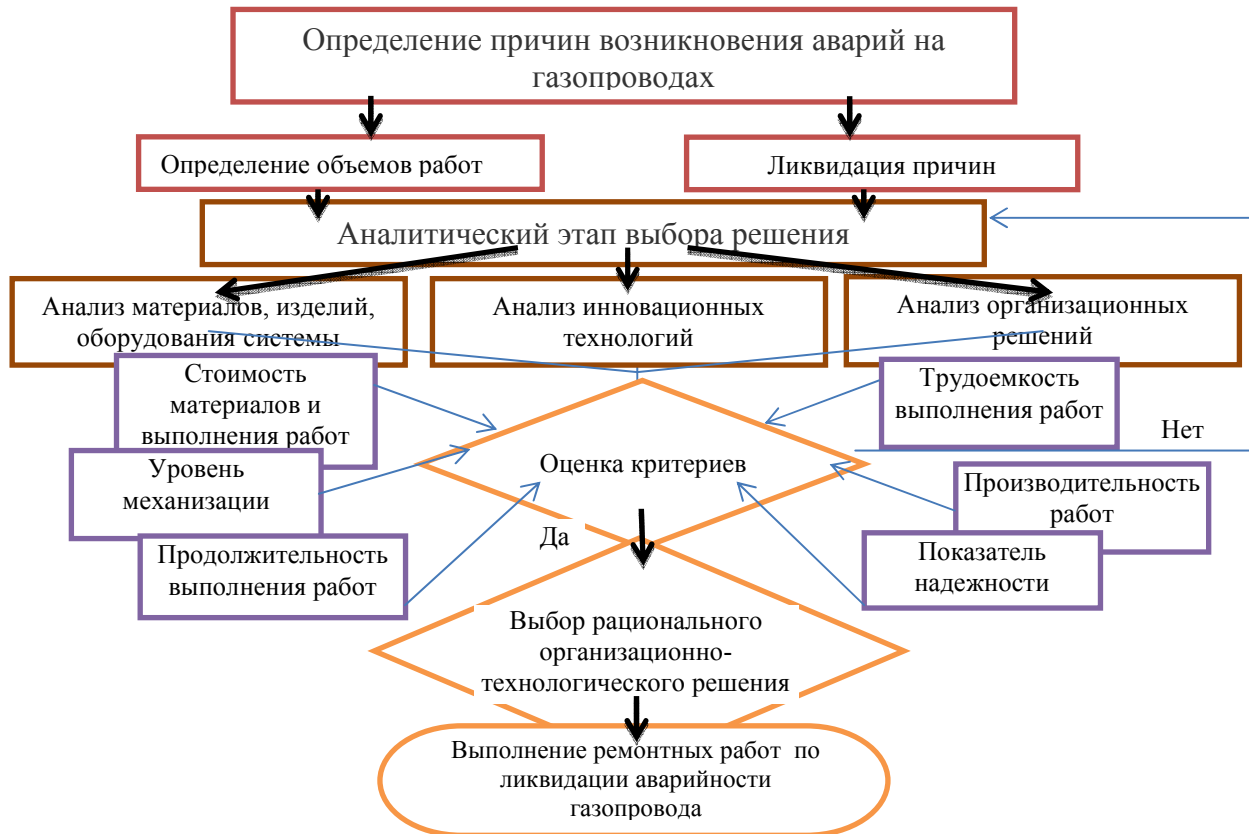 Определение причин возникновения аварий на
газопроводах
Определение объемов работ
Ликвидация причин
Аналитический этап выбора решения
Анализ материалов, изделий,
оборудования системы
Анализ инновационных
технологий
Анализ организационных
решений
Стоимость
материалов и
выполнения работ
Трудоемкость
выполнения работ
Нет
Уровень
механизации
Оценка критериев
Производительность
работ
Да
Продолжительность
выполнения работ
Показатель
надежности
Выбор рационального
организационно-
технологического решения
Выполнение ремонтных работ по
ликвидации аварийности
газопровода